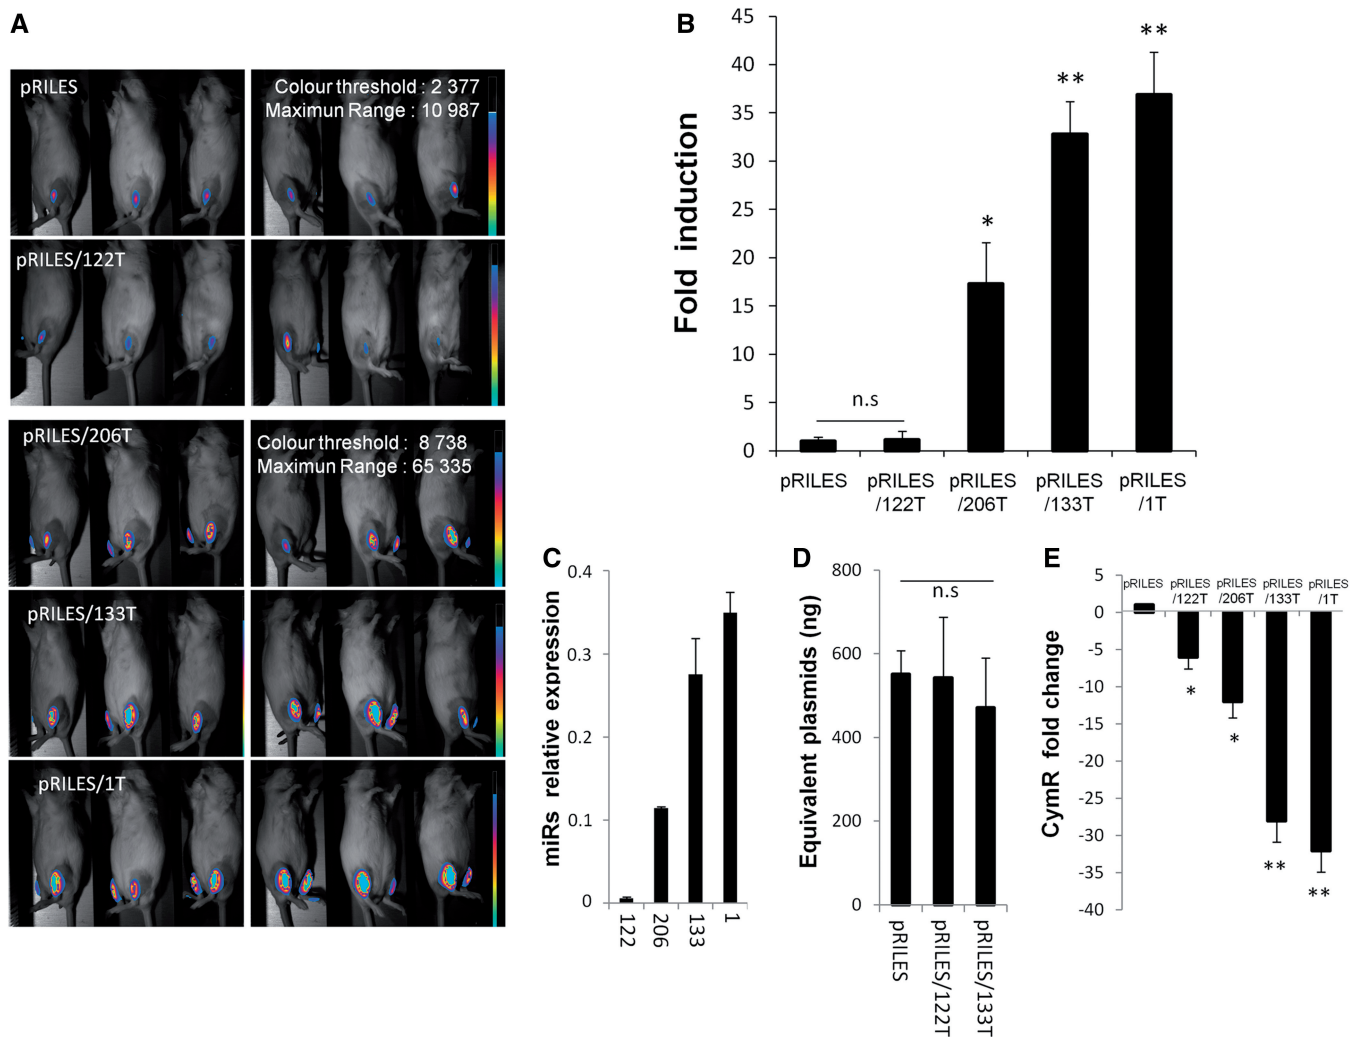 A
pRILES
Colour threshold : 2 377
Maximun Range : 10 987
pRILES/122T
pRILES/206T
Colour threshold : 8 738
Maximun Range : 65 335
pRILES/133T
pRILES/1T
B
Fold induction
45
40
35
30
25
20
15
10
5
0
n.s
*
**
**
pRILES
pRILES
/122T
pRILES
/206T
pRILES
/133T
pRILES
/1T
C
miRs relative expression
0.4
0.3
0.2
0.1
0
122
206
133
1
D
Equivalent plasmids (ng)
800
600
400
200
0
n.s
pRILES
pRILES/122T
pRILES/133T
E
CymR fold change
5
0
-5
-10
-15
-20
-25
-30
-35
-40
pRILES
pRILES
/122T
pRILES
/206T
pRILES
/133T
pRILES
/1T
*
*
**
**